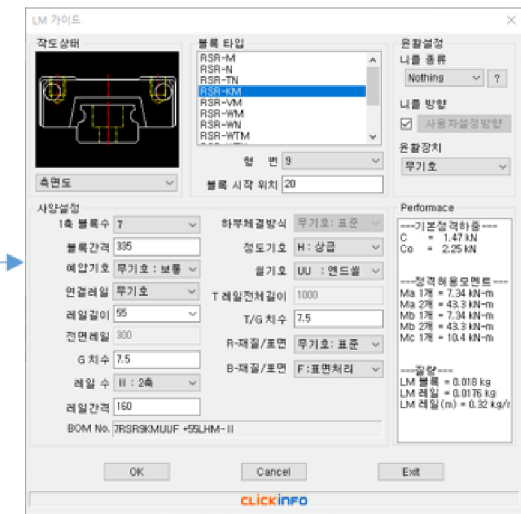 LM 가이드
작도상태
측면도
블록 타입
RSR-M
RSR-N
RSR-TN
RSR-KM
RSR-VM
RSR-WM
RSR-WN
RSR-WTM
형 번 9
블록 시작 위치 20
윤활설정
니플 종류
Nothing ?
니플 방향
사용자설정방향
윤활장치
무기호
사양설정
1축 블록수 7
블록간격 335
예압기호 무기호 : 보통
연결레일 무기호
레일길이 55
전면레일 300
G 치수 7.5
레일 수 II : 2축
레일간격 160
BOM No. 7RSR9KMUUF +55LHM-II
하부체결방식 무기호: 표준
정도기호 H : 상급
씰기호 UU : 엔드씰
T 레일전체길이 1000
T/G 치수 7.5
R-재질/표면 무기호: 표준
B-재질/표면 F :표면처리
Performace
---기본정격하중---
C = 1.47 kN
Co = 2.25 kN
---정격허용모멘트---
Ma 1개 = 7.34 kN-m
Ma 2개 = 43.3 kN-m
Mb 1개 = 7.34 kN-m
Mb 2개 = 43.3 kN-m
Mc 1개 = 10.4 kN-m
---질량---
LM 블록 = 0.018 kg
LM 레일 = 0.0176 kg
LM 레일(m) = 0.32 kg/r
OK
Cancel
Exit
CLICKINFO